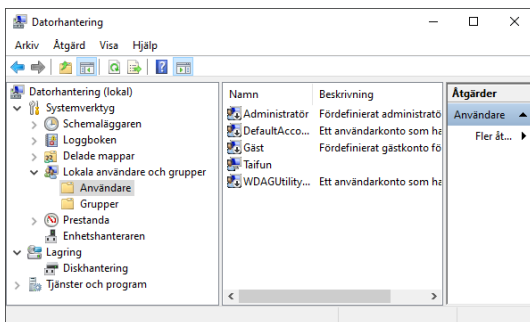 Datorhantering
Arkiv Åtgärd Visa Hjälp
Datorhantering (lokal)
Systemverktyg
Schemaläggaren
Loggboken
Delade mappar
Lokala användare och grupper
Användare
Grupper
Prestanda
Enhetshanteraren
Lagring
Diskhantering
Tjänster och program
Namn Beskrivning
Administratör Fördefinierat administratö
DefaultAcco... Ett användarkonto som ha
Gäst Fördefinierat gästkonto fö
Taifun
WDAGUtility... Ett användarkonto som ha
Åtgärder
Användare
Fler åt...